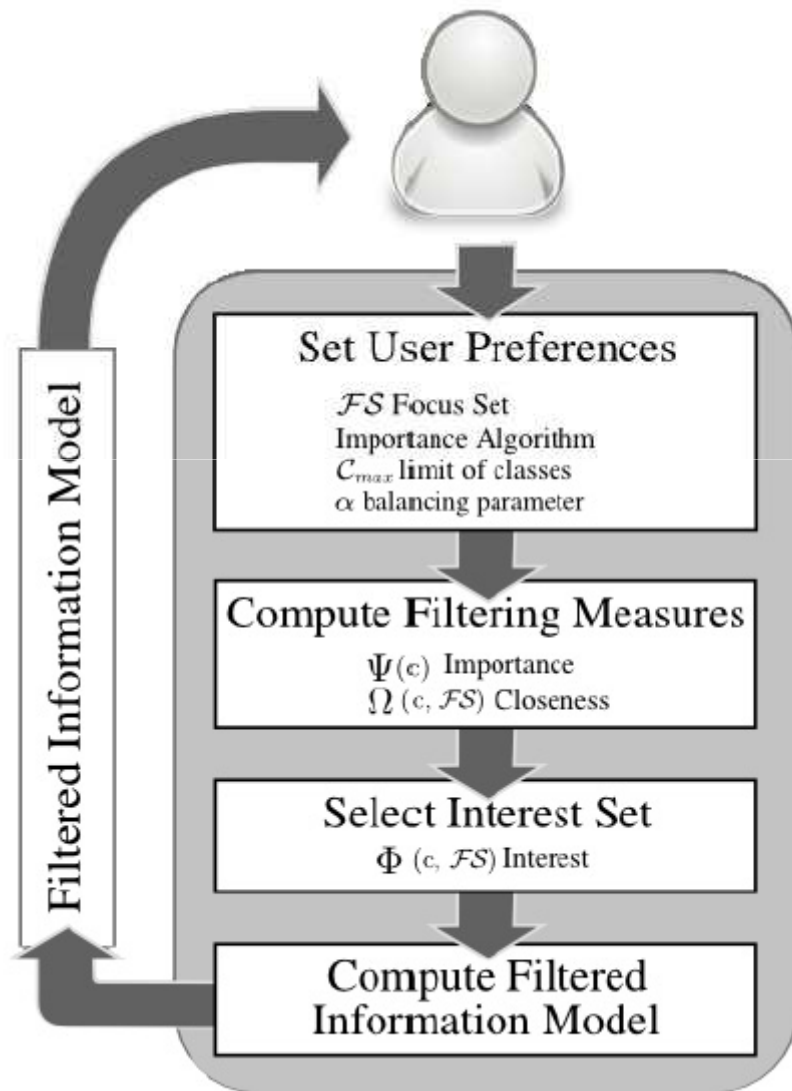 Set User Preferences
𝓕𝓢 Focus Set
Importance Algorithm
𝓒max limit of classes
α balancing parameter
Compute Filtering Measures
Ψ(c) Importance
Ω (c, 𝓕𝓢) Closeness
Select Interest Set
Φ (c, 𝓕𝓢) Interest
Compute Filtered
Information Model
Filtered Information Model